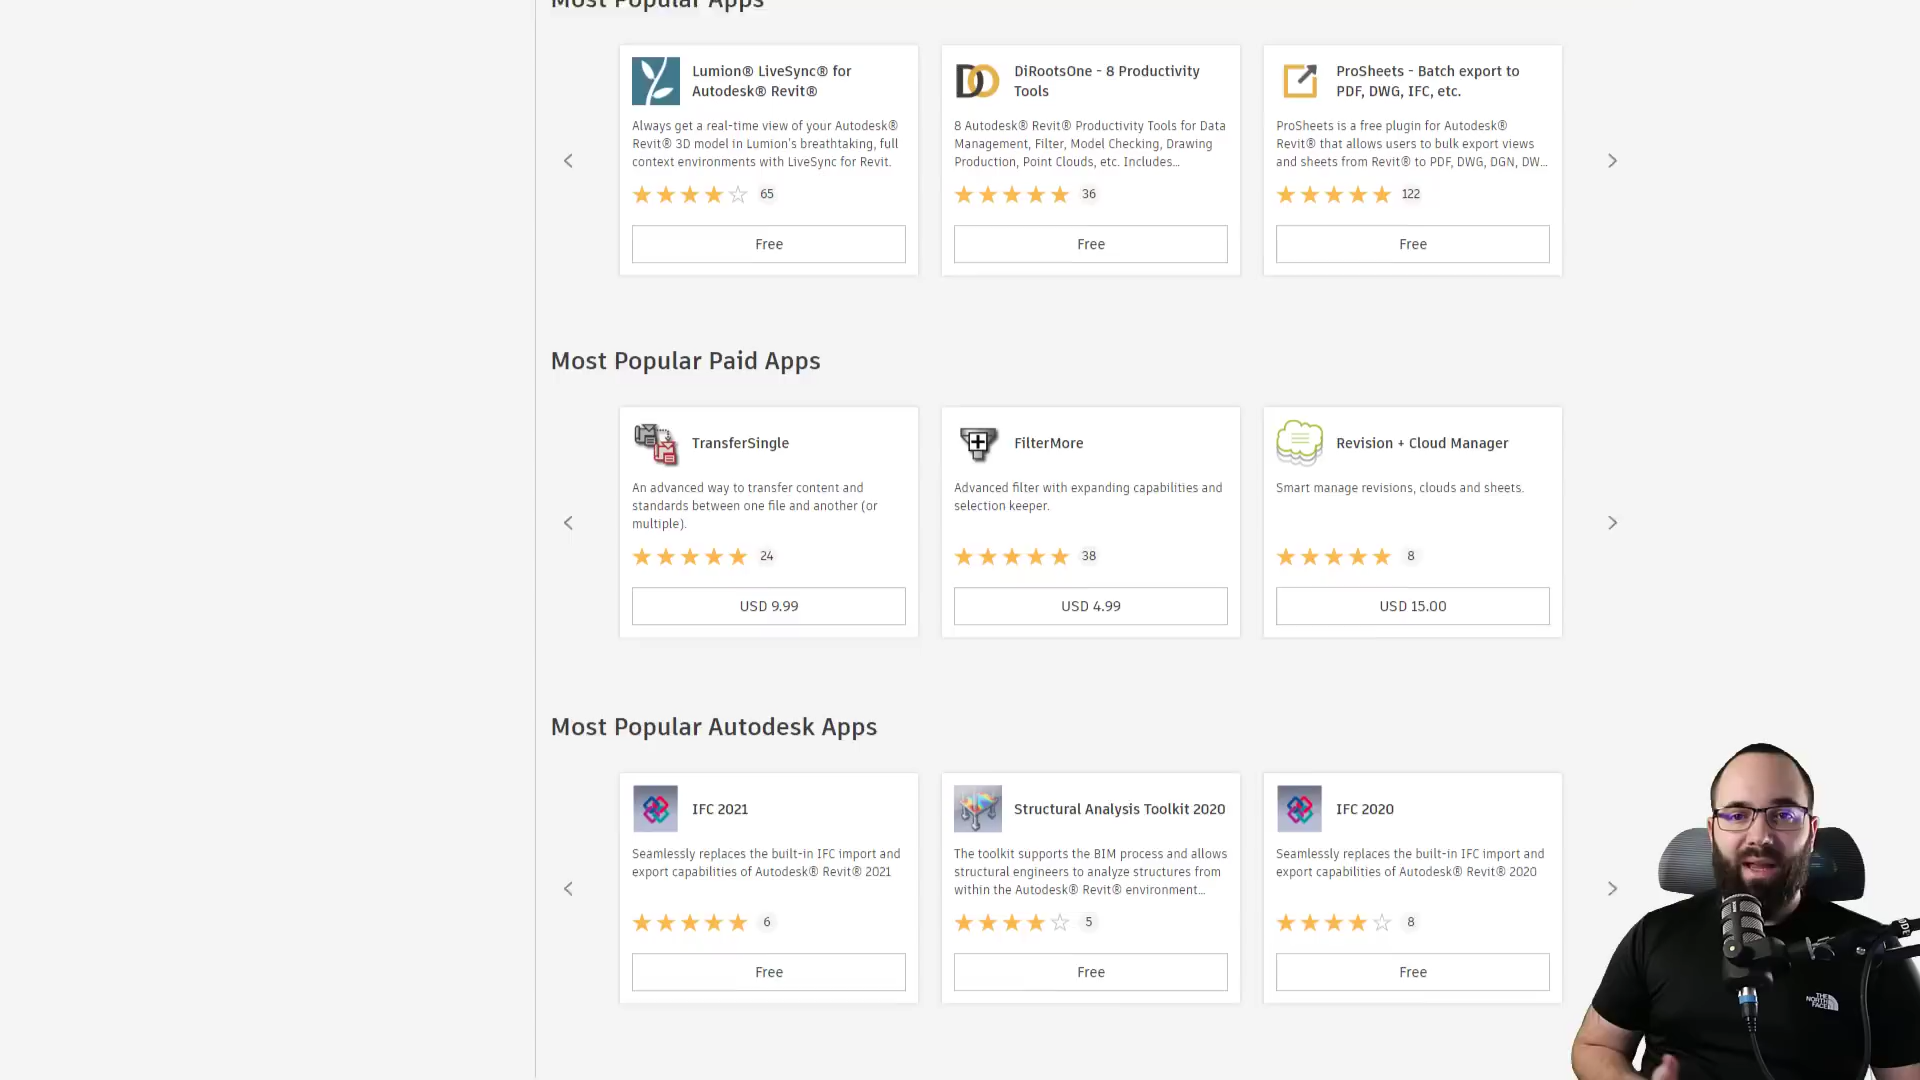 Most Popular Apps
Lumion® LiveSync® for
Autodesk® Revit®
Always get a real-time view of your Autodesk®
Revit® 3D model in Lumion's breathtaking, full
context environments with LiveSync for Revit.
65
Free
DiRootsOne - 8 Productivity
Tools
8 Autodesk® Revit® Productivity Tools for Data
Management, Filter, Model Checking, Drawing
Production, Point Clouds, etc. Includes...
36
Free
ProSheets - Batch export to
PDF, DWG, IFC, etc.
ProSheets is a free plugin for Autodesk®
Revit® that allows users to bulk export views
and sheets from Revit® to PDF, DWG, DGN, DW...
122
Free
Most Popular Paid Apps
TransferSingle
An advanced way to transfer content and
standards between one file and another (or
multiple).
24
USD 9.99
FilterMore
Advanced filter with expanding capabilities and
selection keeper.
38
USD 4.99
Revision + Cloud Manager
Smart manage revisions, clouds and sheets.
8
USD 15.00
Most Popular Autodesk Apps
IFC 2021
Seamlessly replaces the built-in IFC import and
export capabilities of Autodesk® Revit® 2021
6
Free
Structural Analysis Toolkit 2020
The toolkit supports the BIM process and allows
structural engineers to analyze structures from
within the Autodesk® Revit® environment...
5
Free
IFC 2020
Seamlessly replaces the built-in IFC import and
export capabilities of Autodesk® Revit® 2020
8
Free
THE
NORTH
FACE